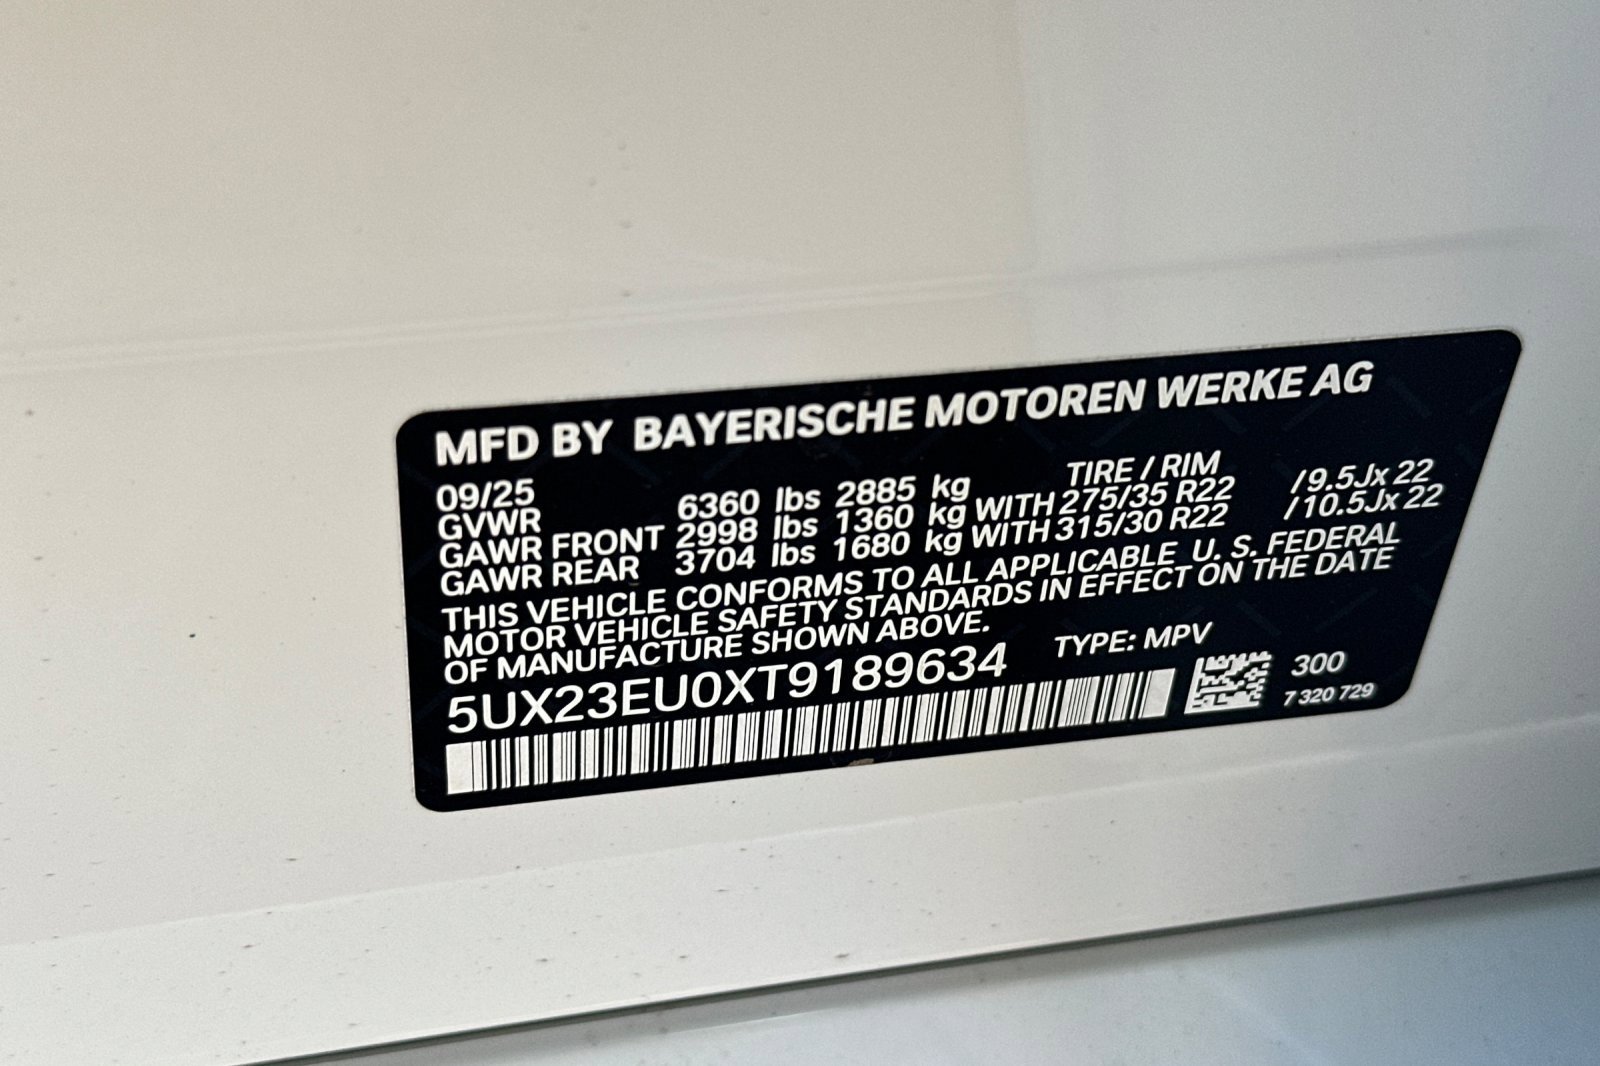 MFD BY BAYERISCHE MOTOREN WERKE AG
09/25 TIRE / RIM
GVWR 6360 lbs 2885 kg
GAWR FRONT 2998 lbs 1360 kg WITH 275/35 R22 /9.5Jx 22
GAWR REAR 3704 lbs 1680 kg WITH 315/30 R22 /10.5Jx 22
THIS VEHICLE CONFORMS TO ALL APPLICABLE U. S. FEDERAL
MOTOR VEHICLE SAFETY STANDARDS IN EFFECT ON THE DATE
OF MANUFACTURE SHOWN ABOVE.
5UX23EU0XT9189634 TYPE: MPV
300
7 320 729